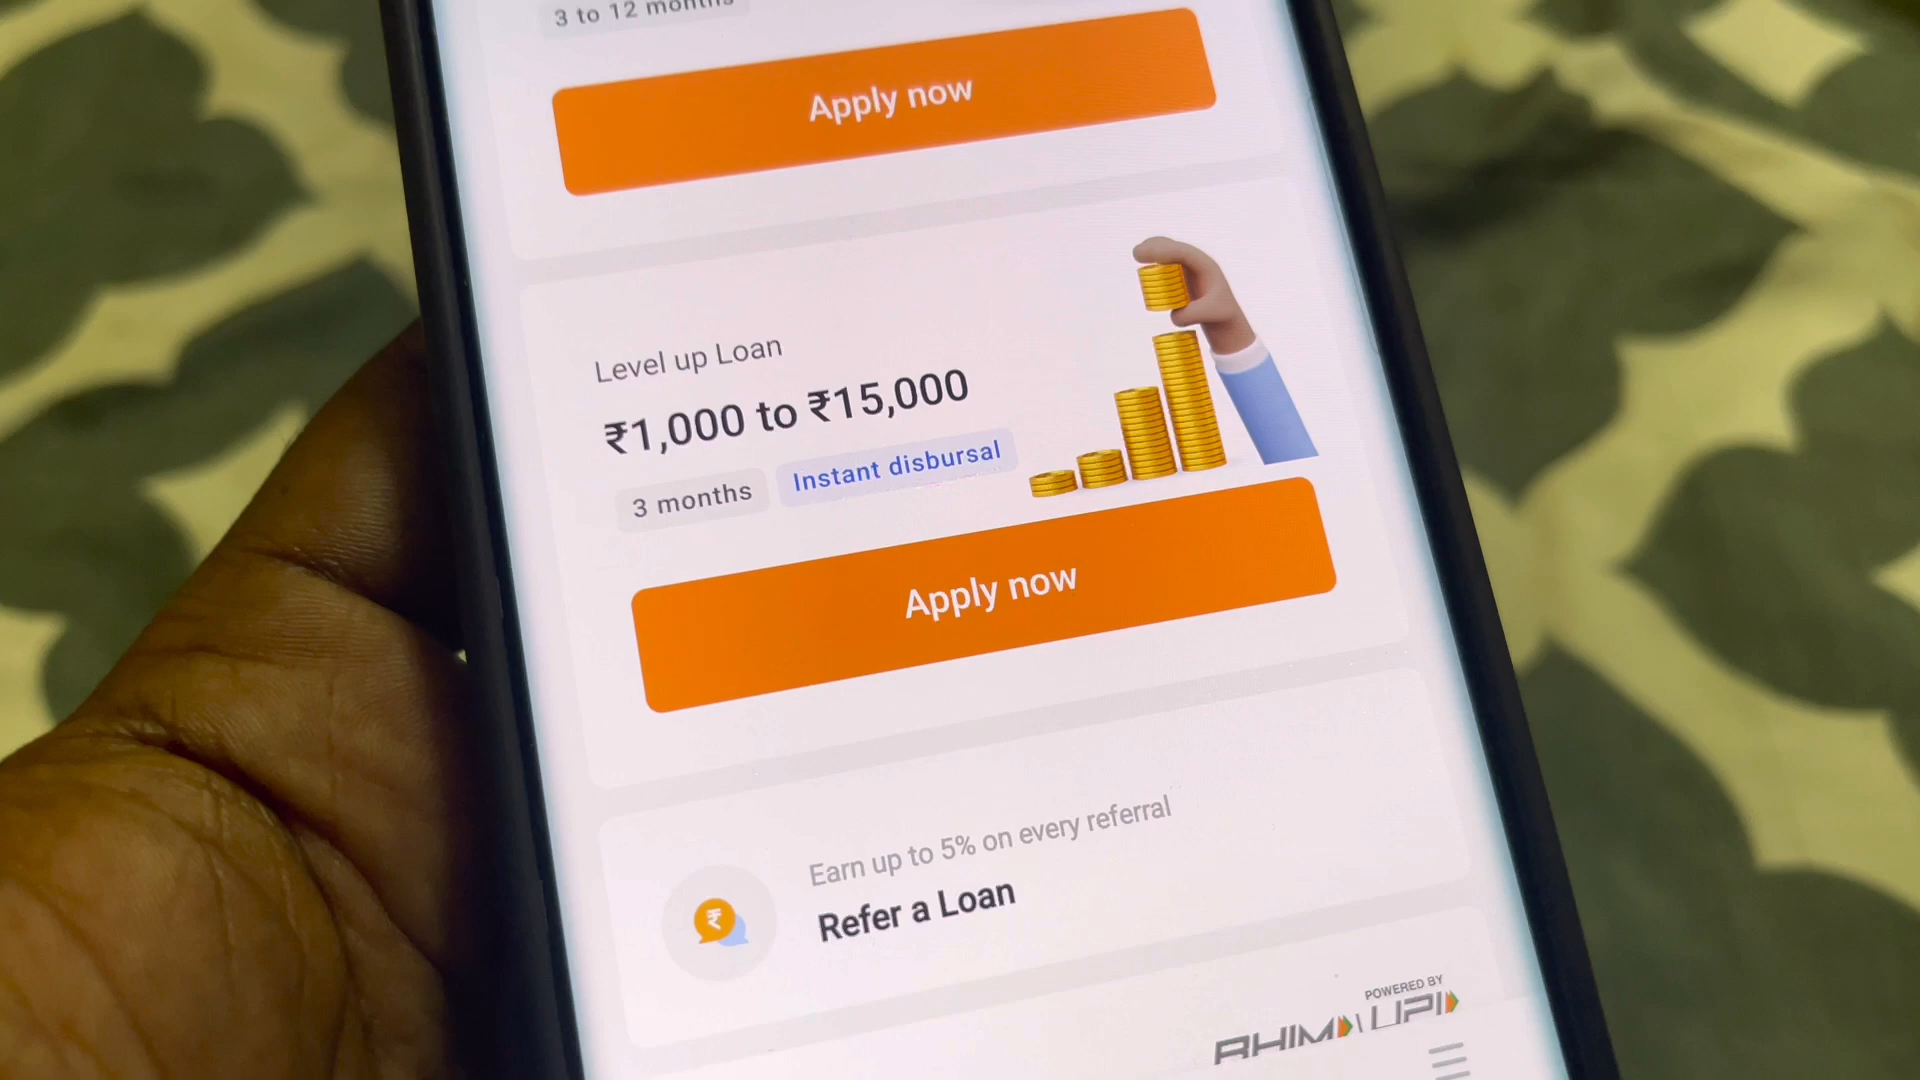 3 to 12 months
Apply now
Level up Loan
₹1,000 to ₹15,000
3 months
Instant disbursal
Apply now
Earn up to 5% on every referral
₹
Refer a Loan
POWERED BY
BHIM UPI